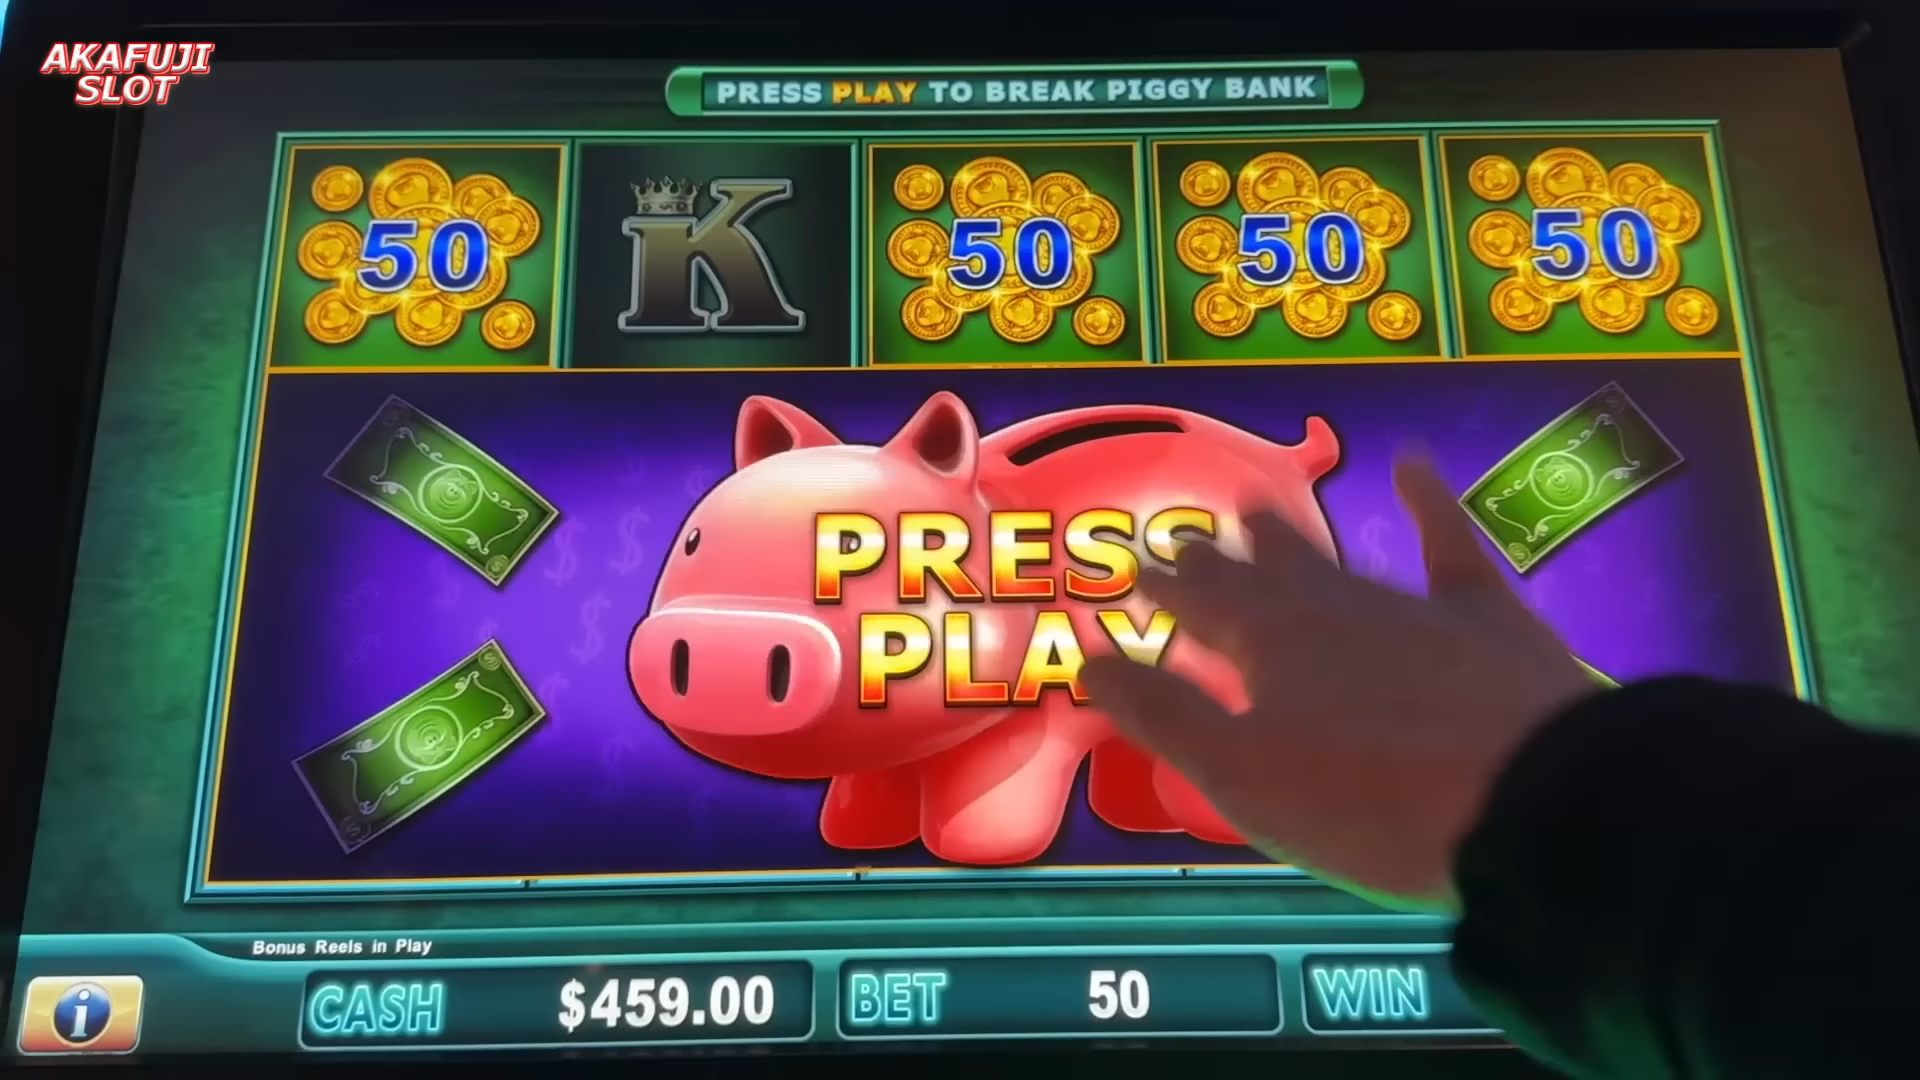 AKAFUJI
SLOT
PRESS PLAY TO BREAK PIGGY BANK
50 K 50 50 50
PRESS
PLAY
Bonus Reels in Play
CASH $459.00 BET 50 WIN